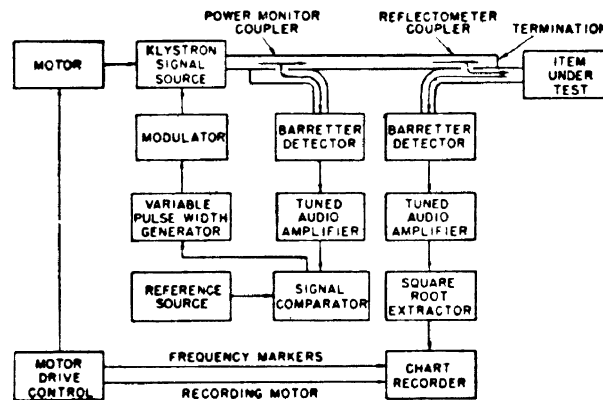 POWER MONITOR
COUPLER
REFLECTOMETER
COUPLER
TERMINATION
MOTOR
KLYSTRON
SIGNAL
SOURCE
ITEM
UNDER
TEST
MODULATOR
BARRETTER
DETECTOR
BARRETTER
DETECTOR
VARIABLE
PULSE WIDTH
GENERATOR
TUNED
AUDIO
AMPLIFIER
TUNED
AUDIO
AMPLIFIER
REFERENCE
SOURCE
SIGNAL
COMPARATOR
SQUARE
ROOT
EXTRACTOR
MOTOR
DRIVE
CONTROL
FREQUENCY MARKERS
RECORDING MOTOR
CHART
RECORDER